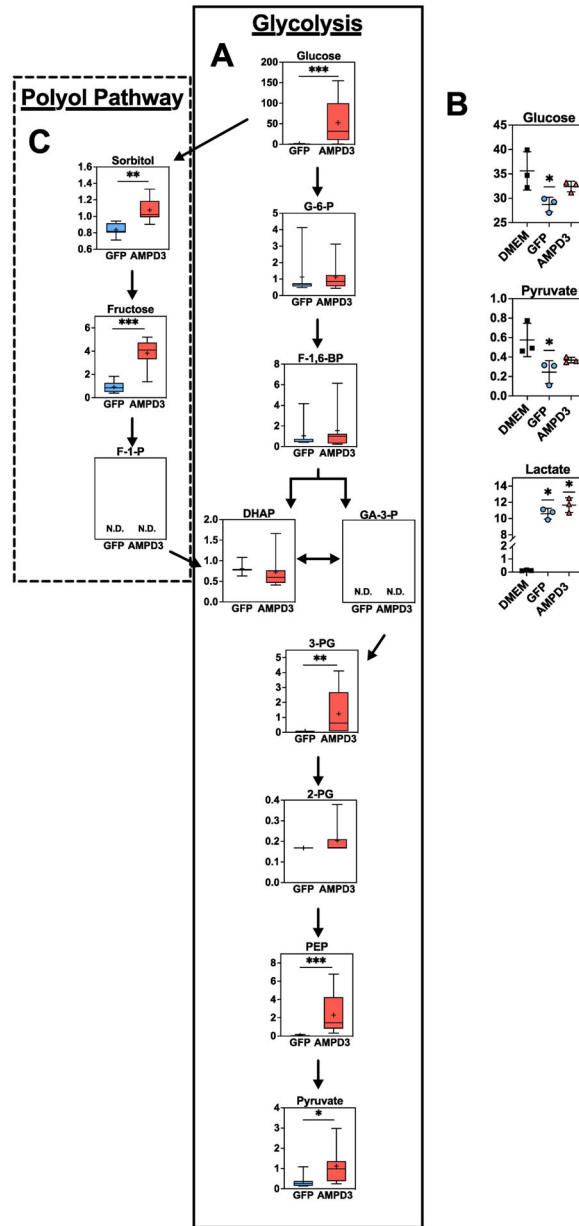 Glycolysis
A
Glucose
200
150
100
50
0
***
GFP AMPD3
Polyol Pathway
C
Sorbitol
1.6
1.4
1.2
1.0
0.8
0.6
**
GFP AMPD3
G-6-P
6
4
2
0
GFP AMPD3
Fructose
6
4
2
0
***
GFP AMPD3
F-1,6-BP
8
6
4
2
0
GFP AMPD3
F-1-P
N.D. N.D.
GFP AMPD3
DHAP
2.0
1.5
1.0
0.5
0.0
GFP AMPD3
GA-3-P
N.D. N.D.
GFP AMPD3
3-PG
5
4
3
2
1
0
**
GFP AMPD3
2-PG
0.4
0.3
0.2
0.1
0.0
GFP AMPD3
PEP
8
6
4
2
0
***
GFP AMPD3
Pyruvate
4
3
2
1
0
*
GFP AMPD3
B
Glucose
45
40
35
30
25
*
DMEM
GFP
AMPD3
Pyruvate
1.0
0.8
0.6
0.4
0.2
0.0
*
DMEM
GFP
AMPD3
Lactate
14
12
10
8
6
2
0
* *
DMEM
GFP
AMPD3